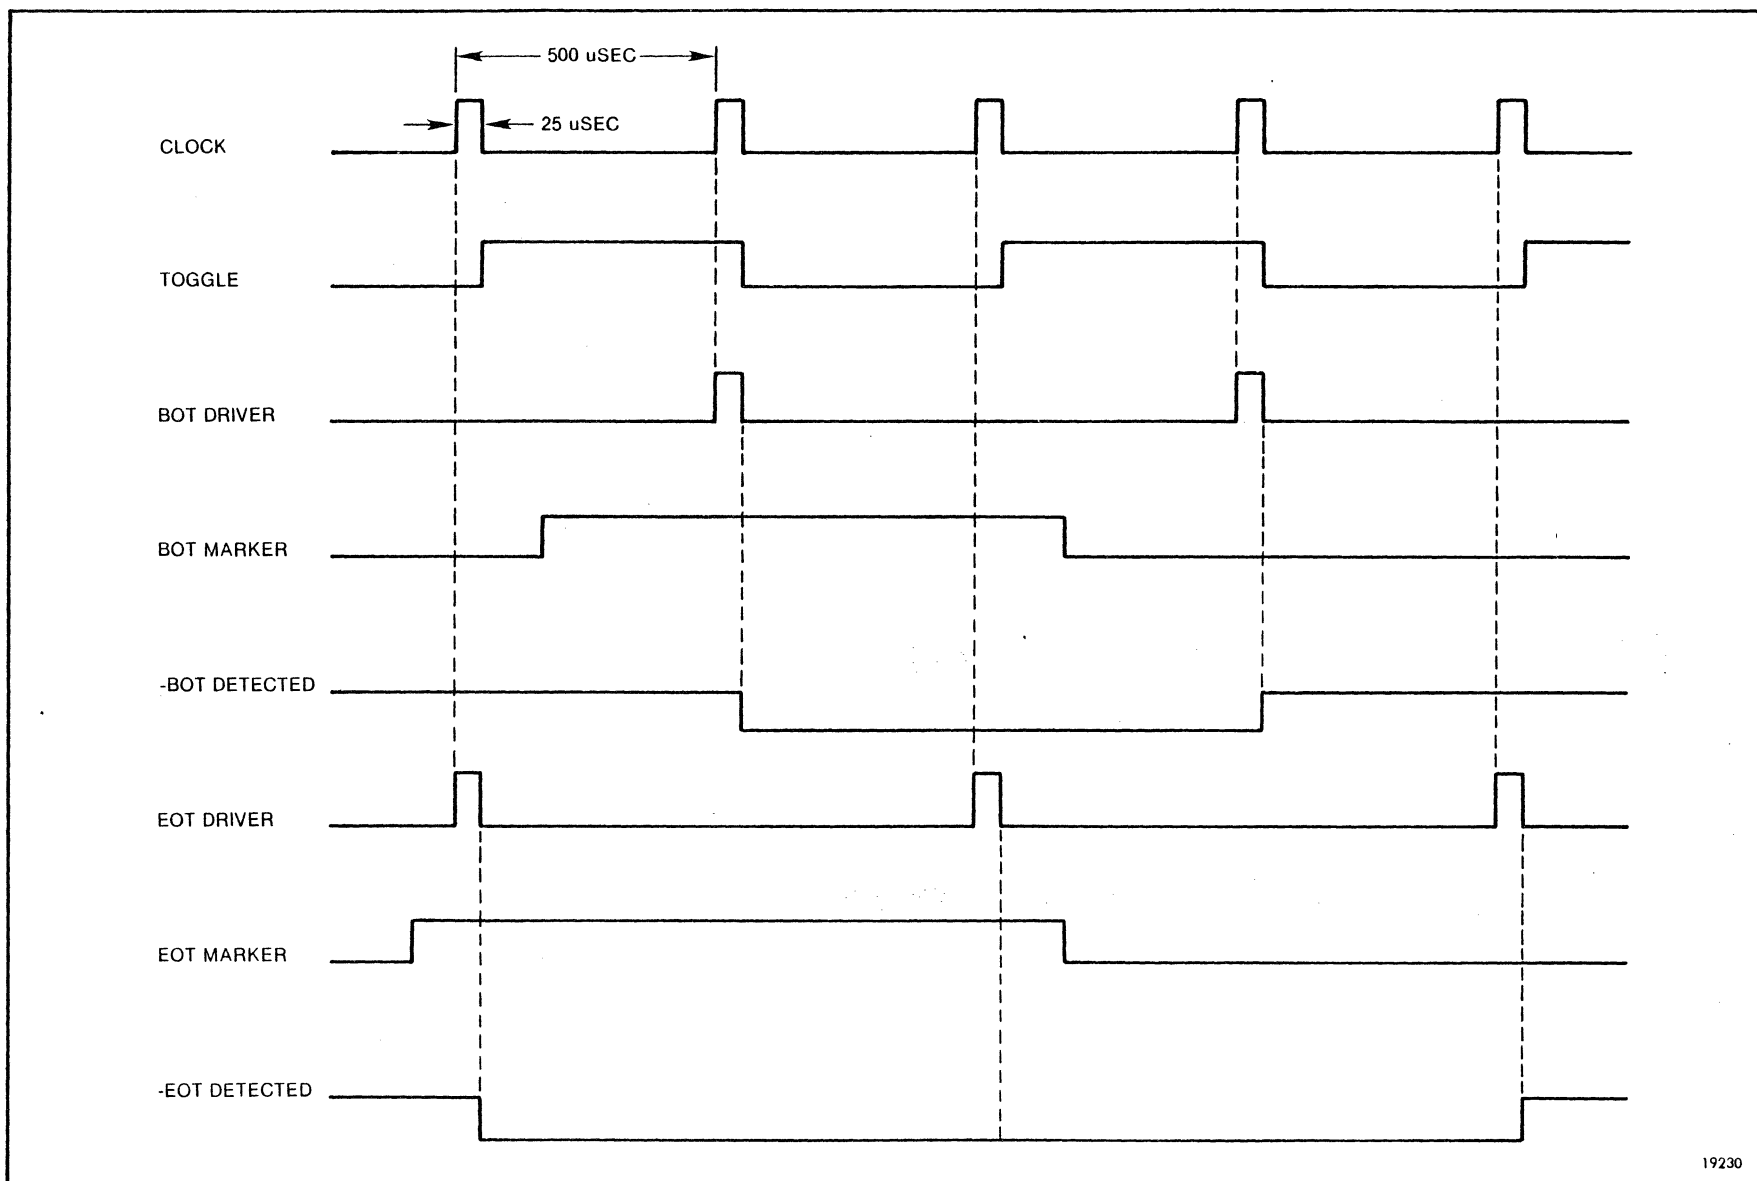 500 uSEC
25 uSEC
CLOCK
TOGGLE
BOT DRIVER
BOT MARKER
-BOT DETECTED
EOT DRIVER
EOT MARKER
-EOT DETECTED
19230